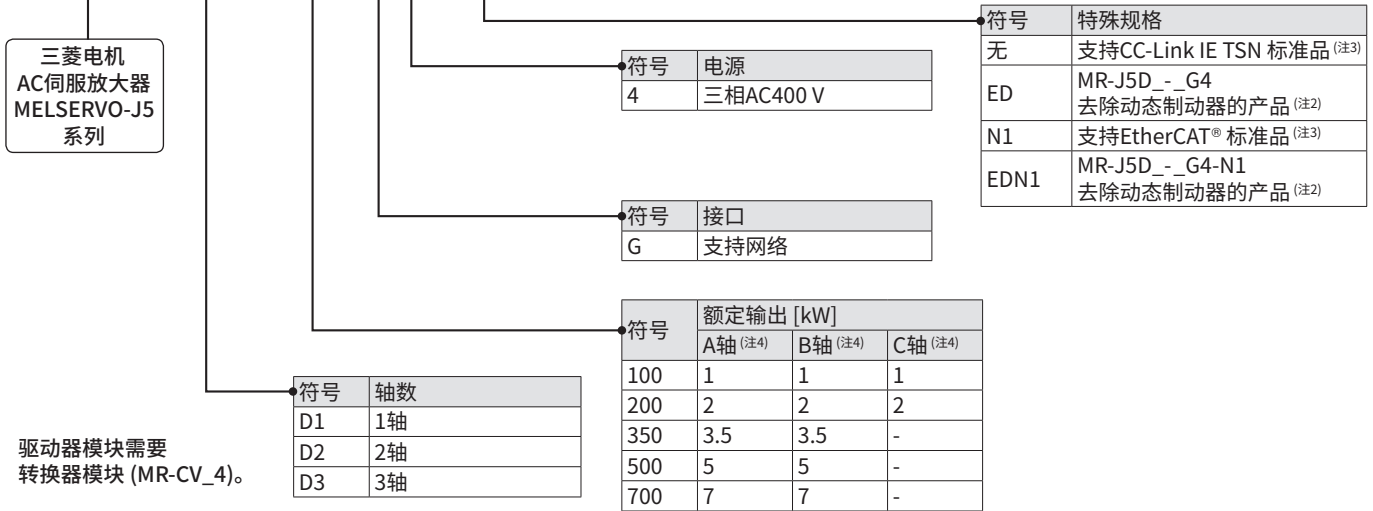 三菱电机
AC伺服放大器
MELSERVO-J5
系列
符号 特殊规格
无 支持CC-Link IE TSN 标准品 (注3)
ED MR-J5D_-_G4
去除动态制动器的产品 (注2)
N1 支持EtherCAT® 标准品 (注3)
EDN1 MR-J5D_-_G4-N1
去除动态制动器的产品 (注2)
符号 电源
4 三相AC400 V
符号 接口
G 支持网络
符号 额定输出 [kW]
A轴 (注4) B轴 (注4) C轴 (注4)
100 1 1 1
200 2 2 2
350 3.5 3.5 -
500 5 5 -
700 7 7 -
符号 轴数
D1 1轴
D2 2轴
D3 3轴
驱动器模块需要
转换器模块 (MR-CV_4)。